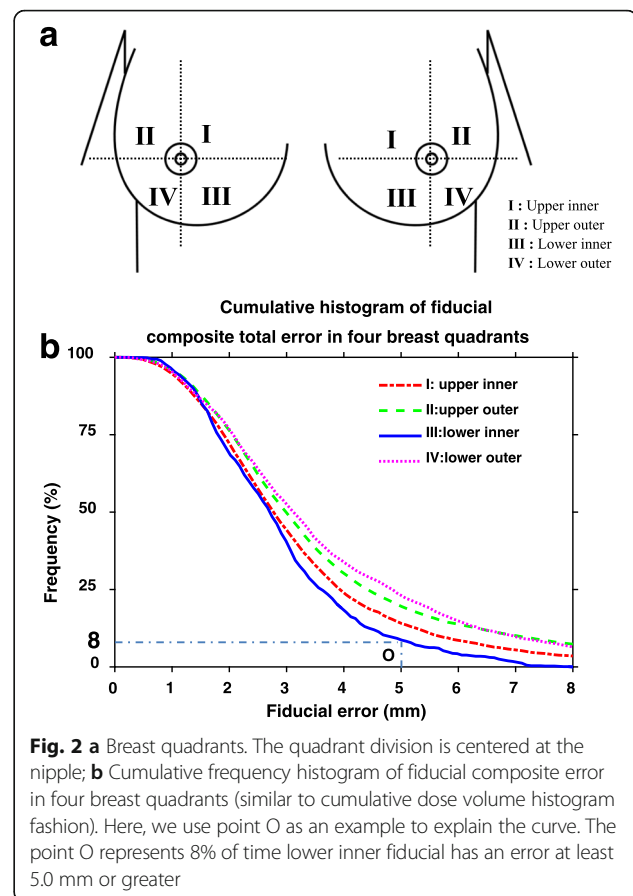 a
II I
IV III
I II
III IV
I : Upper inner
II : Upper outer
III : Lower inner
IV : Lower outer
Cumulative histogram of fiducial
composite total error in four breast quadrants
b
100
75
50
25
8
0
Frequency (%)
I: upper inner
II:upper outer
III:lower inner
IV:lower outer
O
0 1 2 3 4 5 6 7 8
Fiducial error (mm)
Fig. 2 a Breast quadrants. The quadrant division is centered at the
nipple; b Cumulative frequency histogram of fiducial composite error
in four breast quadrants (similar to cumulative dose volume histogram
fashion). Here, we use point O as an example to explain the curve. The
point O represents 8% of time lower inner fiducial has an error at least
5.0 mm or greater